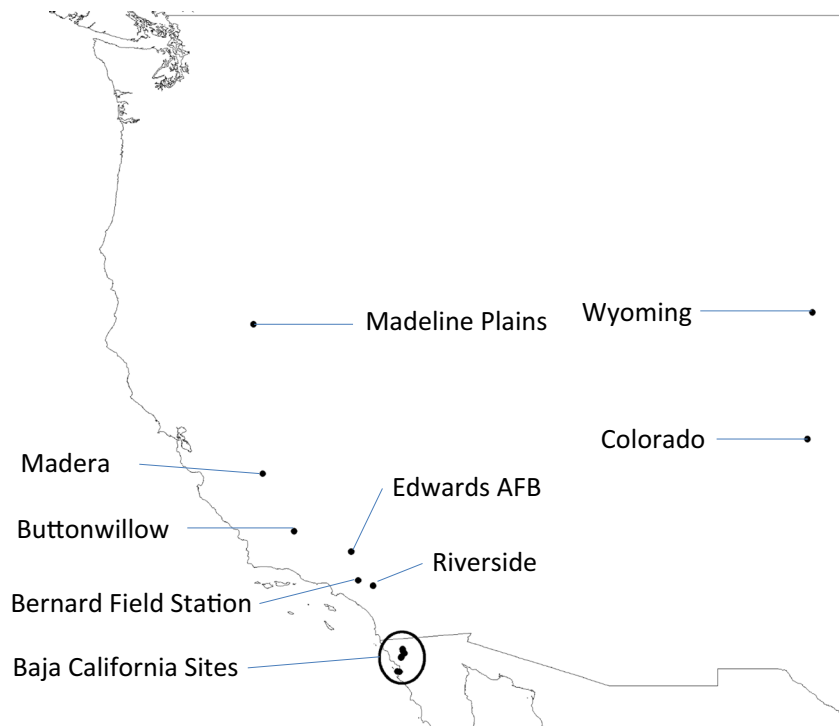 Madeline Plains
Wyoming
Colorado
Madera
Edwards AFB
Buttonwillow
Riverside
Bernard Field Station
Baja California Sites